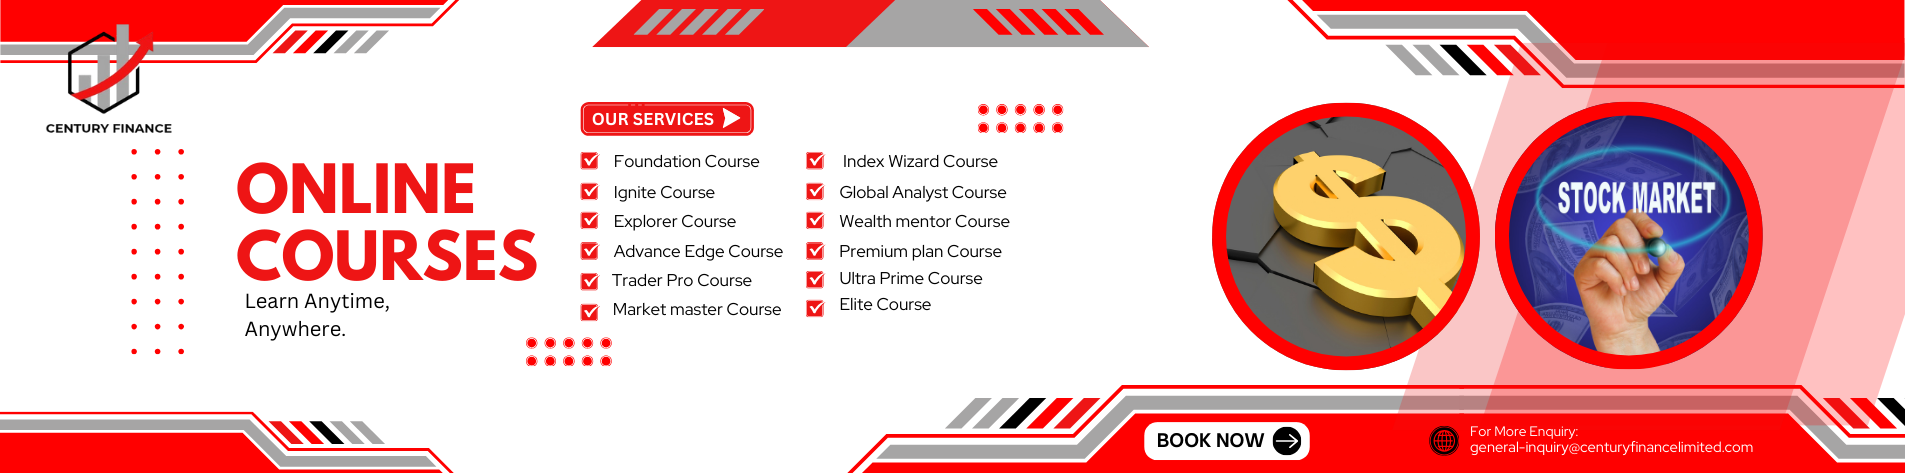 CENTURY FINANCE
ONLINE
COURSES
Learn Anytime,
Anywhere.
OUR SERVICES
Foundation Course
Ignite Course
Explorer Course
Advance Edge Course
Trader Pro Course
Market master Course
Index Wizard Course
Global Analyst Course
Wealth mentor Course
Premium plan Course
Ultra Prime Course
Elite Course
STOCK MARKET
BOOK NOW
For More Enquiry:
general-inquiry@centuryfinancelimited.com